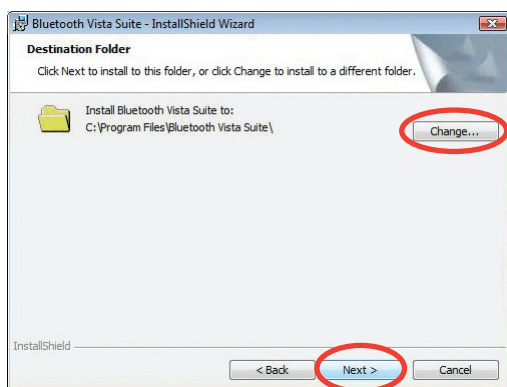 Bluetooth Vista Suite - InstallShield Wizard
Destination Folder
Click Next to install to this folder, or click Change to install to a different folder.
Install Bluetooth Vista Suite to:
C:\Program Files\Bluetooth Vista Suite\
Change...
InstallShield
< Back
Next >
Cancel